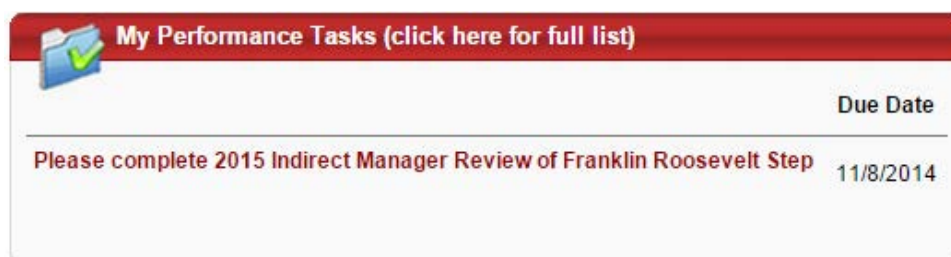 My Performance Tasks (click here for full list)
Due Date
Please complete 2015 Indirect Manager Review of Franklin Roosevelt Step 11/8/2014